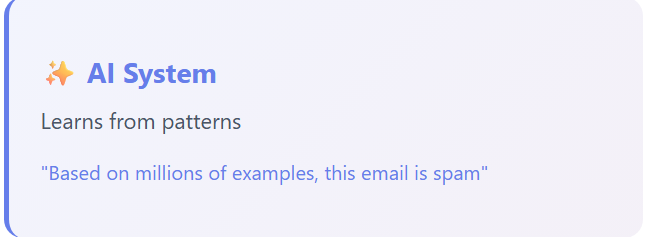 ✨ AI System
Learns from patterns
"Based on millions of examples, this email is spam"